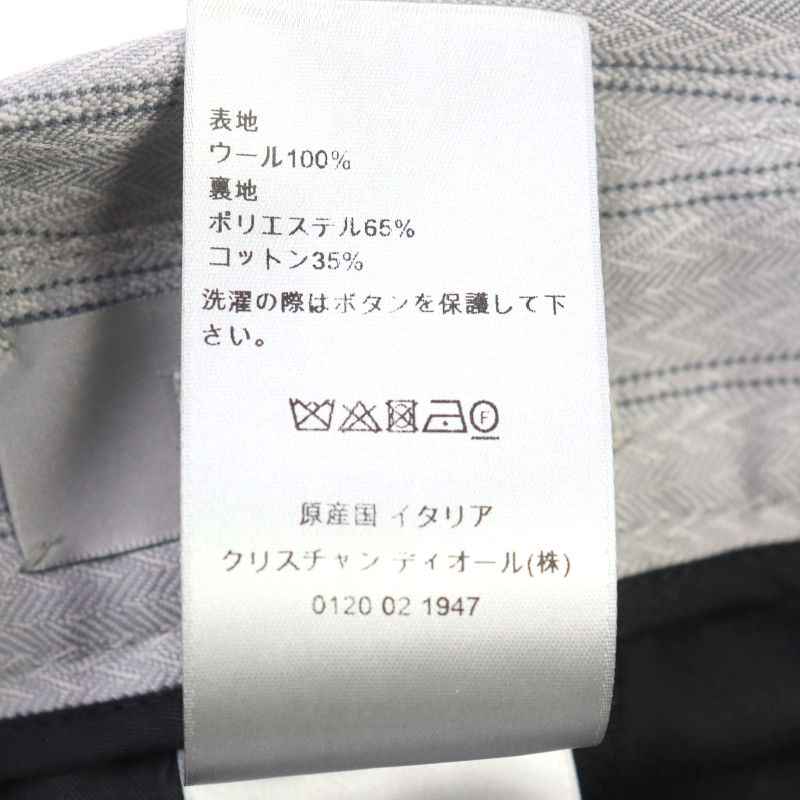 表地
ウール100%
裏地
ポリエステル65%
コットン35%
洗濯の際はボタンを保護して下
さい。
F
原産国 イタリア
クリスチャン ディオール(株)
0120 02 1947